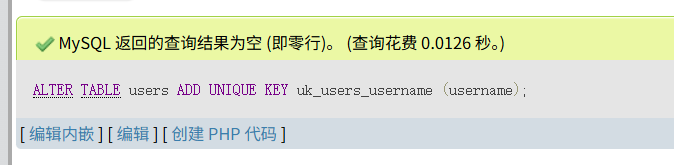 MySQL 返回的查询结果为空 (即零行)。 (查询花费 0.0126 秒。)
ALTER TABLE users ADD UNIQUE KEY uk_users_username (username);
[ 编辑内嵌 ] [ 编辑 ] [ 创建 PHP 代码 ]